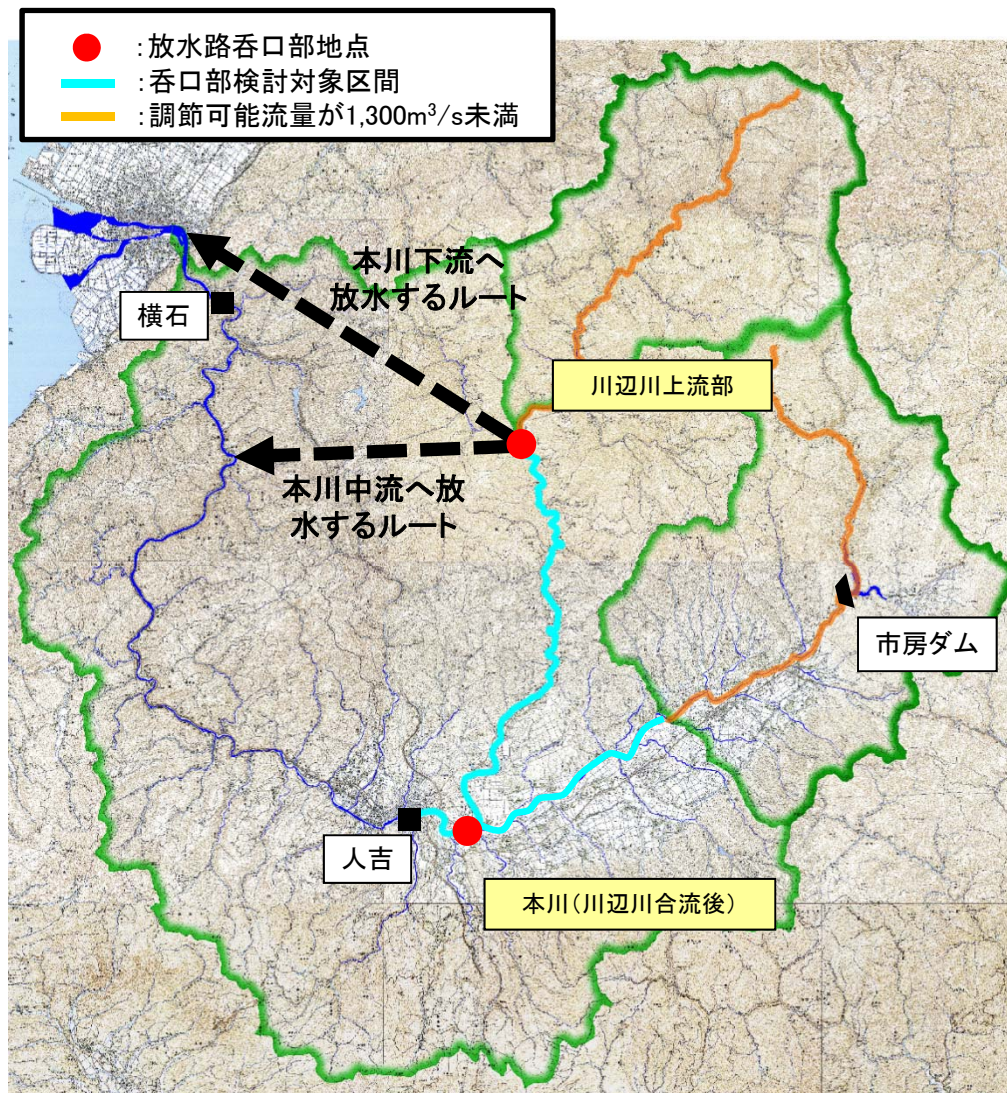 ：放水路呑口部地点
：呑口部検討対象区間
：調節可能流量が1,300m³/s未満
本川下流へ
放水するルート
横石
川辺川上流部
本川中流へ放
水するルート
市房ダム
人吉
本川（川辺川合流後）